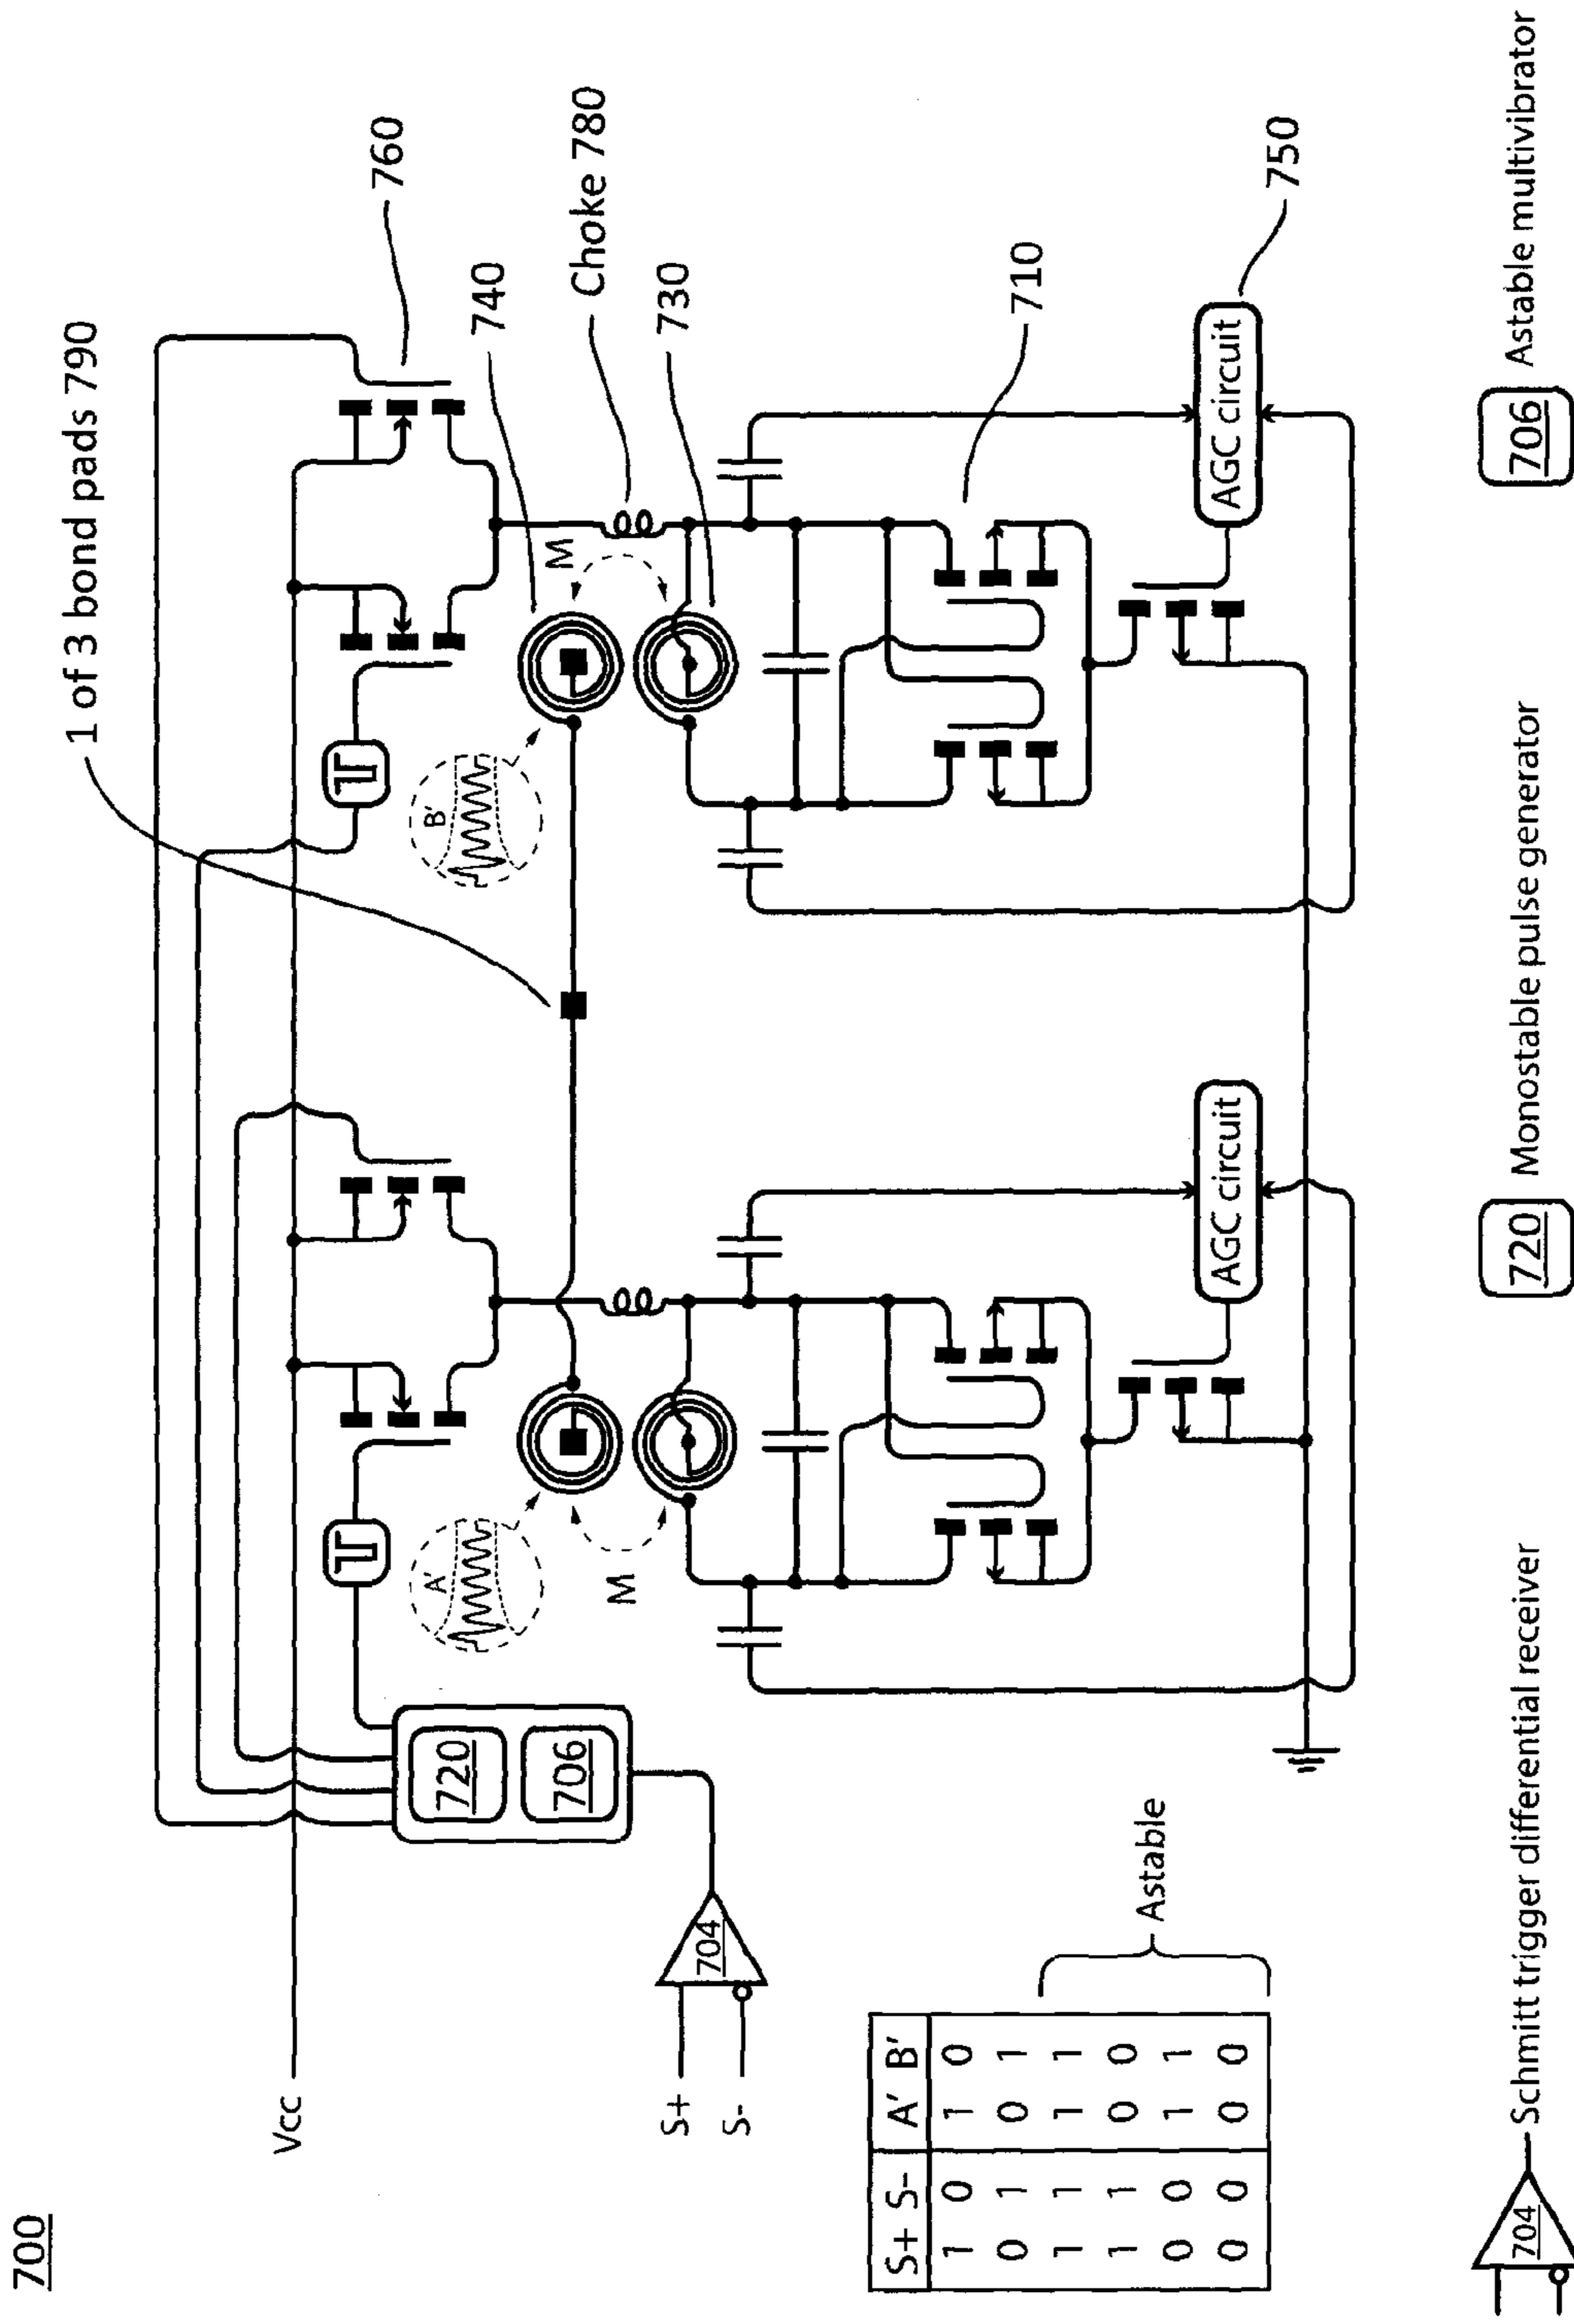 700
1 of 3 bond pads 790
760
Vcc
740
Choke 780
720
706
A'
B'
M
M
730
S+
S-
704
710
AGC circuit
AGC circuit
750
S+ S- A' B'
1 0 1 0
0 1 0 1
1 1 1 1
1 1 0 0
0 0 1 1
0 0 0 0
Astable
704 Schmitt trigger differential receiver
720 Monostable pulse generator
706 Astable multivibrator